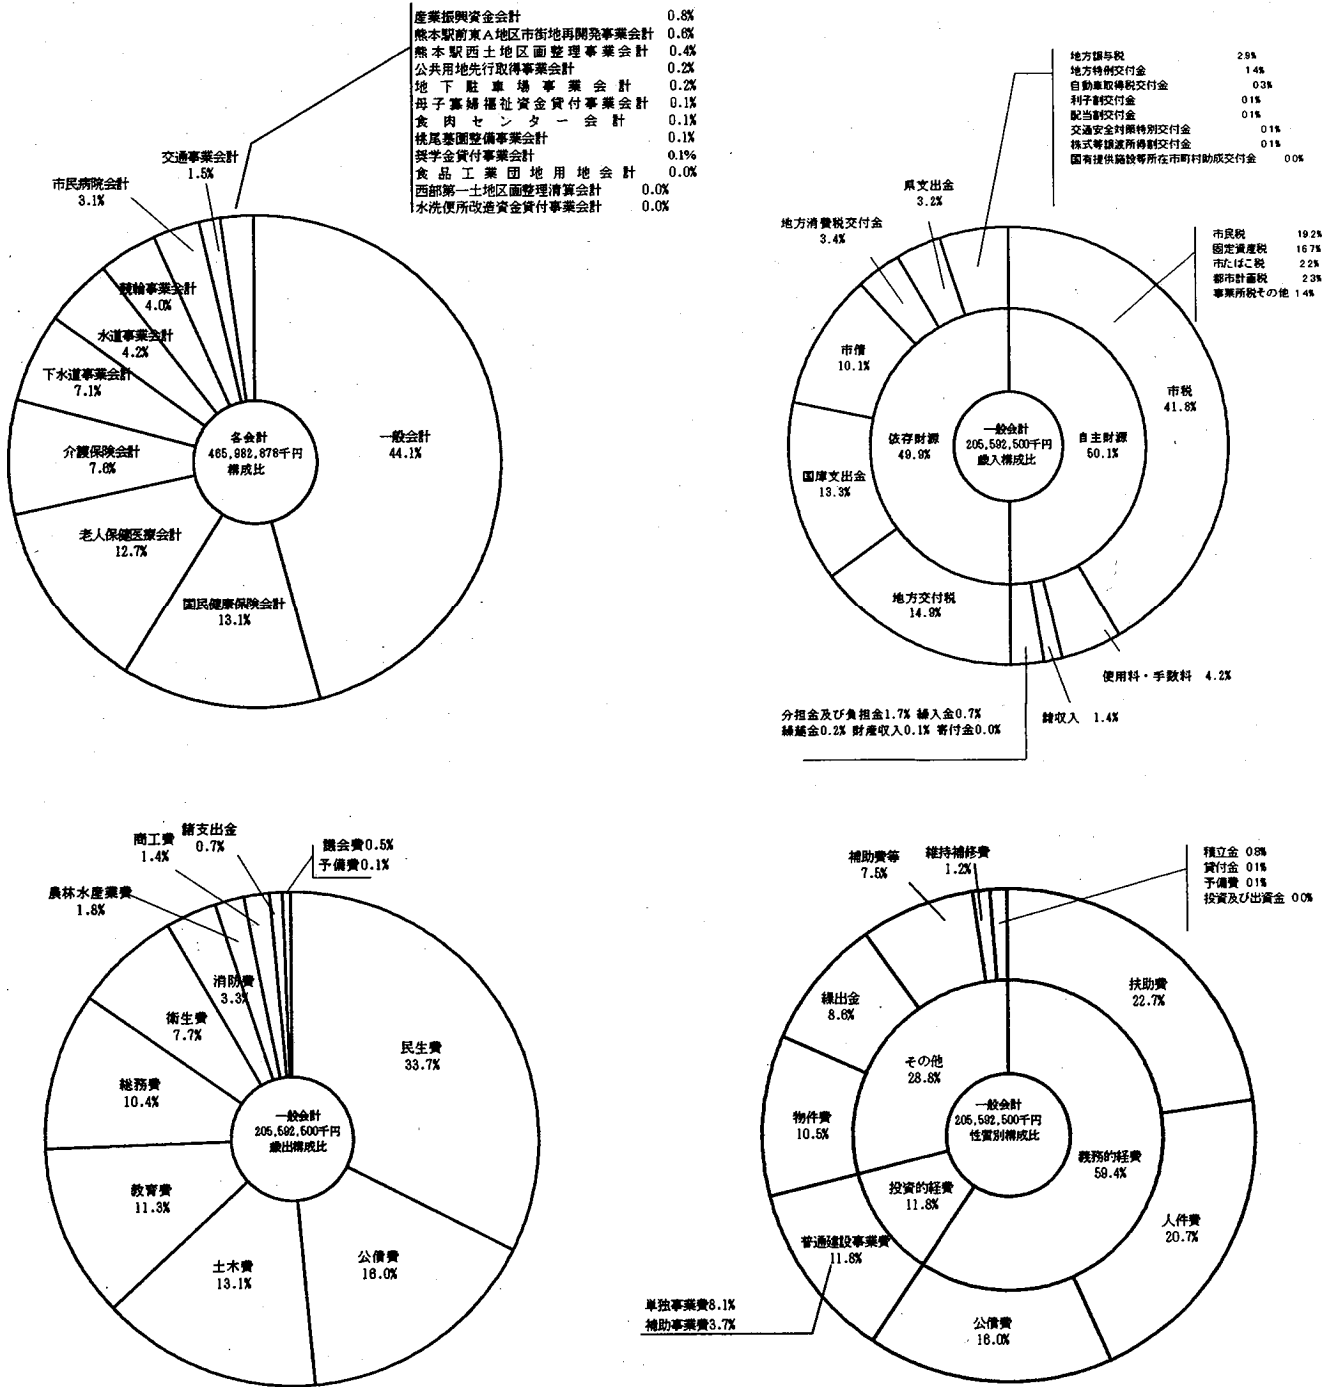 産業振興資金会計 0.8%
熊本駅前東A地区市街地再開発事業会計 0.6%
熊本駅西土地区画整理事業会計 0.4%
公共用地先行取得事業会計 0.2%
地下駐車場事業会計 0.2%
母子寡婦福祉資金貸付事業会計 0.1%
食肉センター会計 0.1%
桃尾墓園整備事業会計 0.1%
奨学金貸付事業会計 0.1%
食品工業団地用地会計 0.0%
西部第一土地区画整理清算会計 0.0%
水洗便所改造資金貸付事業会計 0.0%
交通事業会計
1.5%
市民病院会計
3.1%
競輪事業会計
4.0%
水道事業会計
4.2%
下水道事業会計
7.1%
介護保険会計
7.6%
老人保健医療会計
12.7%
国民健康保険会計
13.1%
一般会計
44.1%
各会計
465,982,876千円
構成比
地方譲与税 2.9%
地方特例交付金 1.4%
自動車取得税交付金 0.3%
利子割交付金 0.1%
配当割交付金 0.1%
交通安全対策特別交付金 0.1%
株式等譲渡所得割交付金 0.1%
国有提供施設等所在市町村助成交付金 0.0%
県支出金
3.2%
地方消費税交付金
3.4%
市民税 19.2%
固定資産税 16.7%
市たばこ税 2.2%
都市計画税 2.3%
事業所税その他 1.4%
市債
10.1%
市税
41.8%
依存財源
49.9%
一般会計
205,592,500千円
歳入構成比
自主財源
50.1%
国庫支出金
13.3%
地方交付税
14.9%
使用料・手数料 4.2%
諸収入 1.4%
分担金及び負担金1.7% 繰入金0.7%
繰越金0.2% 財産収入0.1% 寄付金0.0%
諸支出金
0.7%
商工費
1.4%
議会費0.5%
予備費0.1%
農林水産業費
1.8%
消防費
3.3%
衛生費
7.7%
総務費
10.4%
民生費
33.7%
一般会計
205,592,500千円
歳出構成比
教育費
11.3%
土木費
13.1%
公債費
16.0%
補助費等
7.5%
維持補修費
1.2%
積立金 0.8%
貸付金 0.1%
予備費 0.1%
投資及び出資金 0.0%
繰出金
8.6%
扶助費
22.7%
その他
28.8%
物件費
10.5%
一般会計
205,592,500千円
性質別構成比
義務的経費
59.4%
投資的経費
11.8%
人件費
20.7%
普通建設事業費
11.8%
公債費
16.0%
単独事業費8.1%
補助事業費3.7%